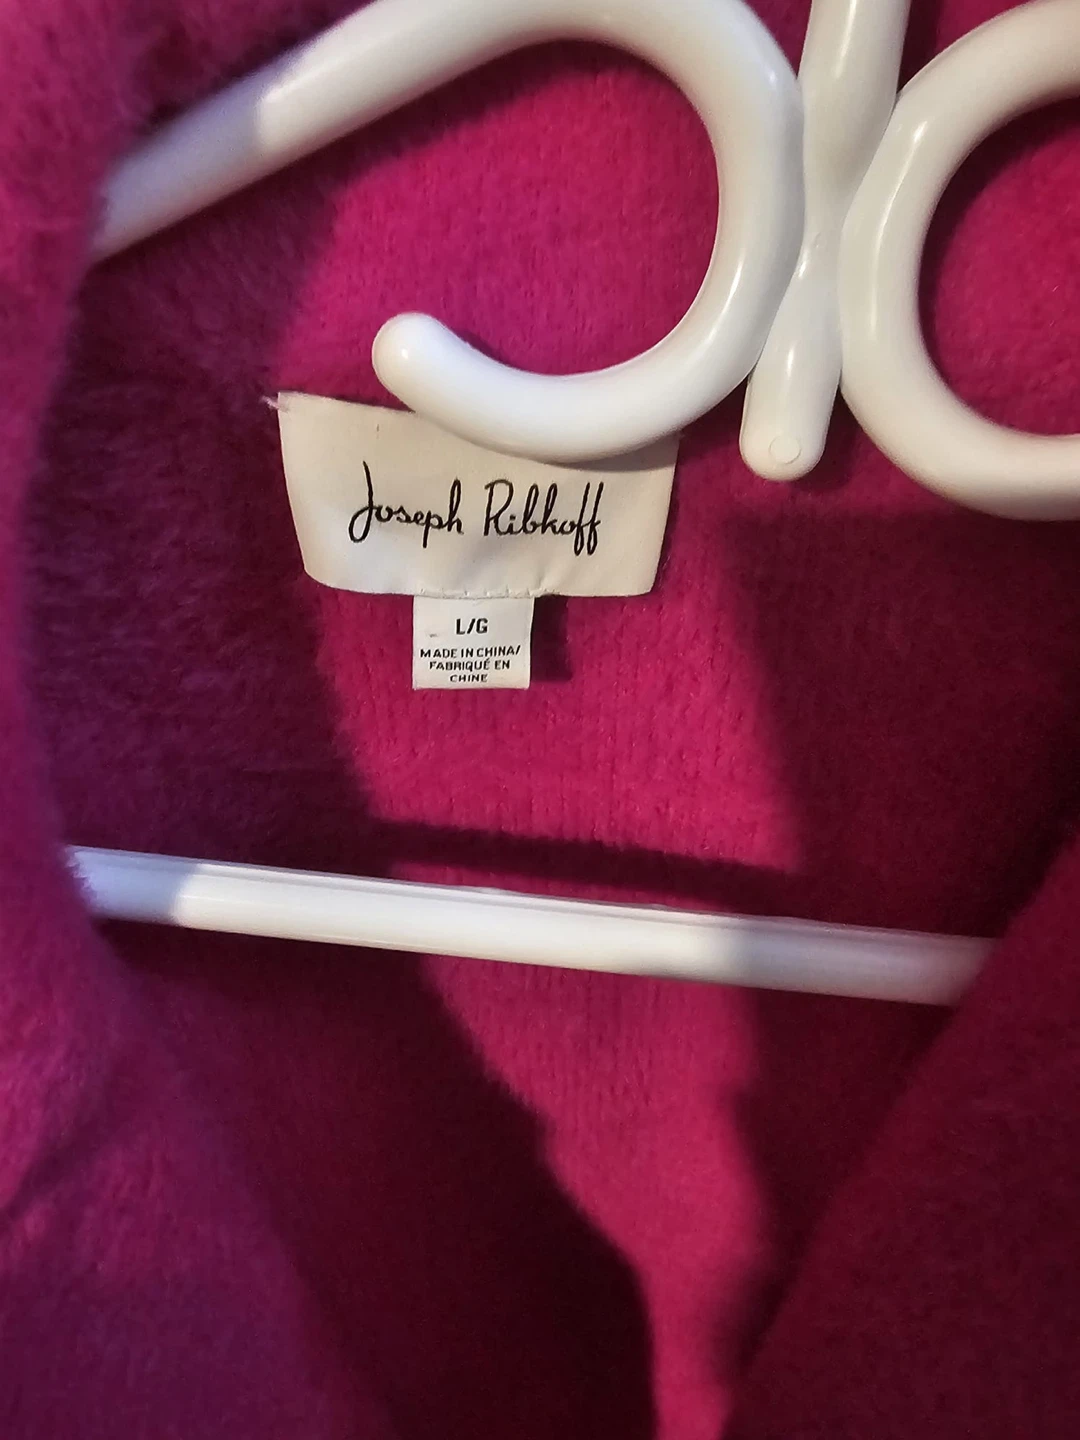 Joseph Ribkoff
L/G
MADE IN CHINA/
FABRIQUÉ EN
CHINE